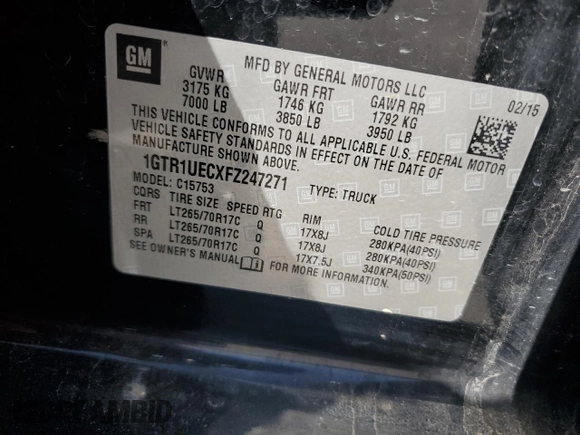 GM
MFD BY GENERAL MOTORS LLC
02/15
GVWR GAWR FRT GAWR RR
3175 KG 1746 KG 1792 KG
7000 LB 3850 LB 3950 LB
THIS VEHICLE CONFORMS TO ALL APPLICABLE U.S. FEDERAL MOTOR
VEHICLE SAFETY STANDARDS IN EFFECT ON THE DATE OF
MANUFACTURE SHOWN ABOVE.
1GTR1UECXFZ247271 TYPE: TRUCK
MODEL: C15753
CQRS TIRE SIZE SPEED RTG RIM COLD TIRE PRESSURE
FRT LT265/70R17C Q 17X8J 280KPA(40PSI)
RR LT265/70R17C Q 17X8J 280KPA(40PSI)
SPA LT265/70R17C Q 17X7.5J 340KPA(50PSI)
SEE OWNER'S MANUAL FOR MORE INFORMATION.